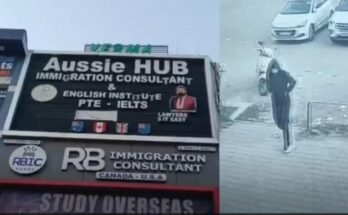 VERMA
Aussie HUB
IMMIGRATION CONSULTANT
&
ENGLISH INSTITUTE
PTE - IELTS
LAWYERS
RBIC
RB IMMIGRATION
CONSULTANT
CANADA - U.S.A
STUDY OVERSEAS